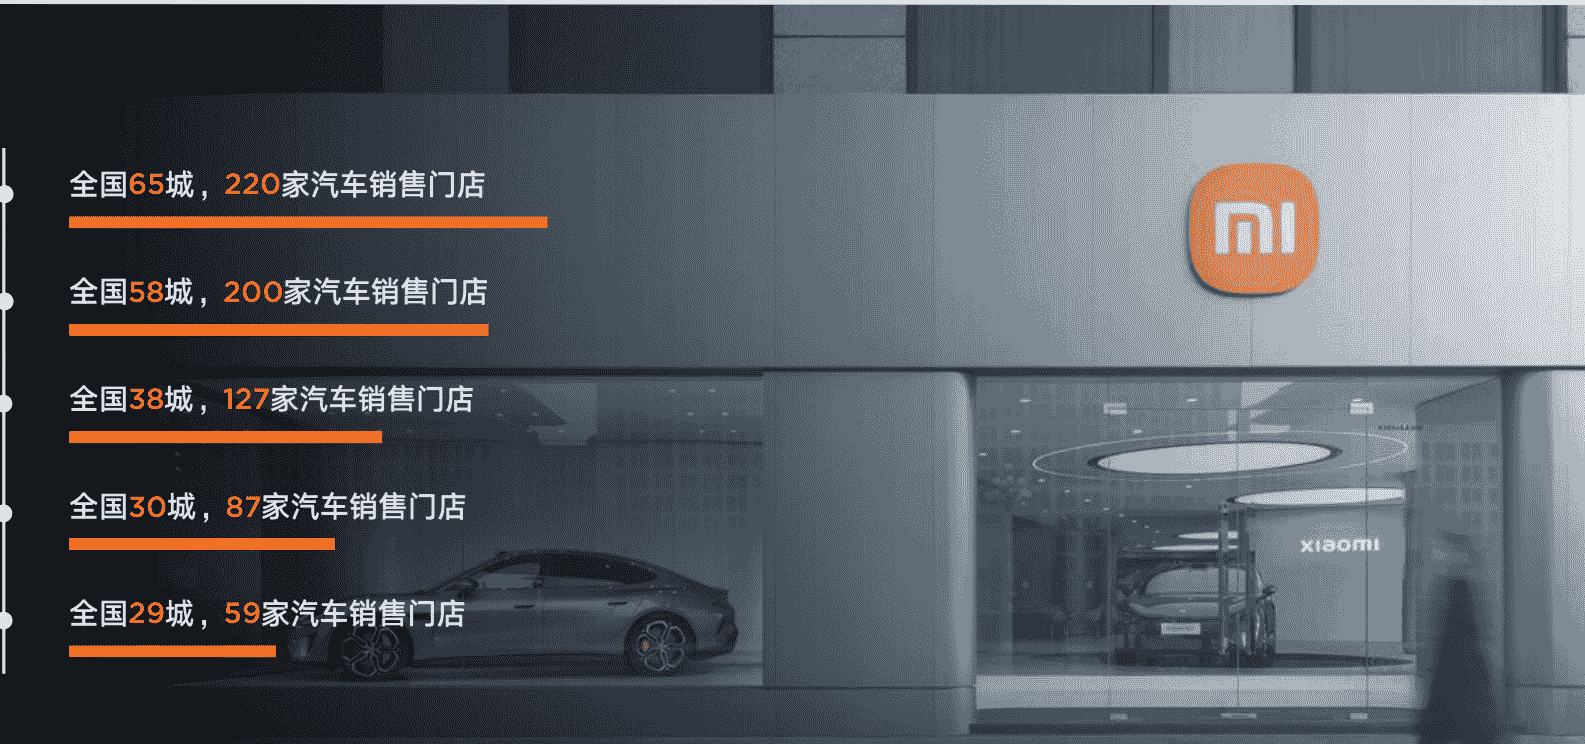 全国65城，220家汽车销售门店
mi
全国58城，200家汽车销售门店
全国38城，127家汽车销售门店
全国30城，87家汽车销售门店
xiaomi
全国29城，59家汽车销售门店